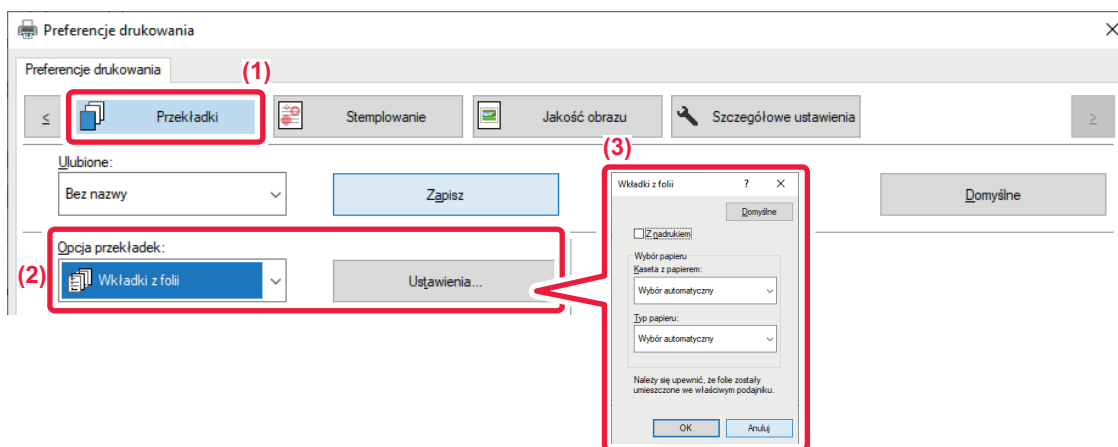 Preferencje drukowania
Preferencje drukowania
(1)
<
Przekładki
Stemplowanie
Jakość obrazu
Szczegółowe ustawienia
>
Ulubione:
Bez nazwy
Zapisz
Domyślne
(2)
Opcja przekładek:
Wkładki z folii
Ustawienia...
(3)
Wkładki z folii
?
Domyślne
Z nadrukiem
Wybór papieru
Kaseta z papierem:
Wybór automatyczny
Typ papieru:
Wybór automatyczny
Należy się upewnić, że folie zostały
umieszczone we właściwym podajniku.
OK
Anuluj